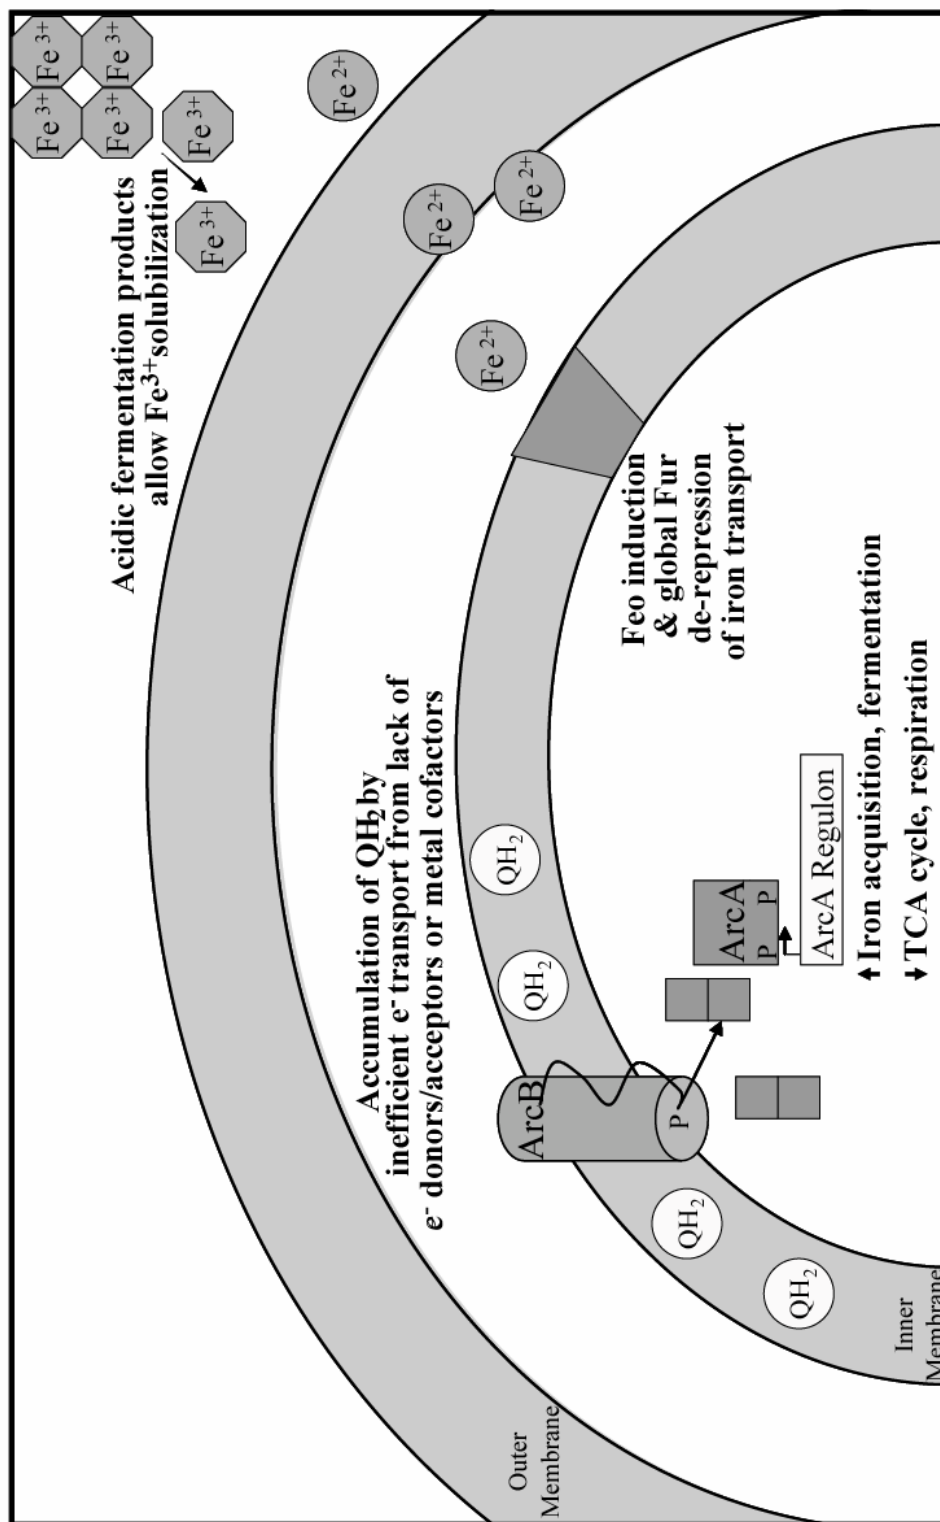 Acidic fermentation products
allow Fe³⁺solubilization
Fe³⁺
Fe³⁺
Fe³⁺
Fe³⁺
Fe³⁺
Fe³⁺
Fe²⁺
Fe²⁺
Fe²⁺
Fe²⁺
Accumulation of QH₂by
inefficient e⁻ transport from lack of
e⁻ donors/acceptors or metal cofactors
Outer
Membrane
QH₂
QH₂
QH₂
QH₂
ArcB
P
Feo induction
& global Fur
de-repression
of iron transport
ArcA
P P
ArcA Regulon
Iron acquisition, fermentation
TCA cycle, respiration
Inner
Membrane